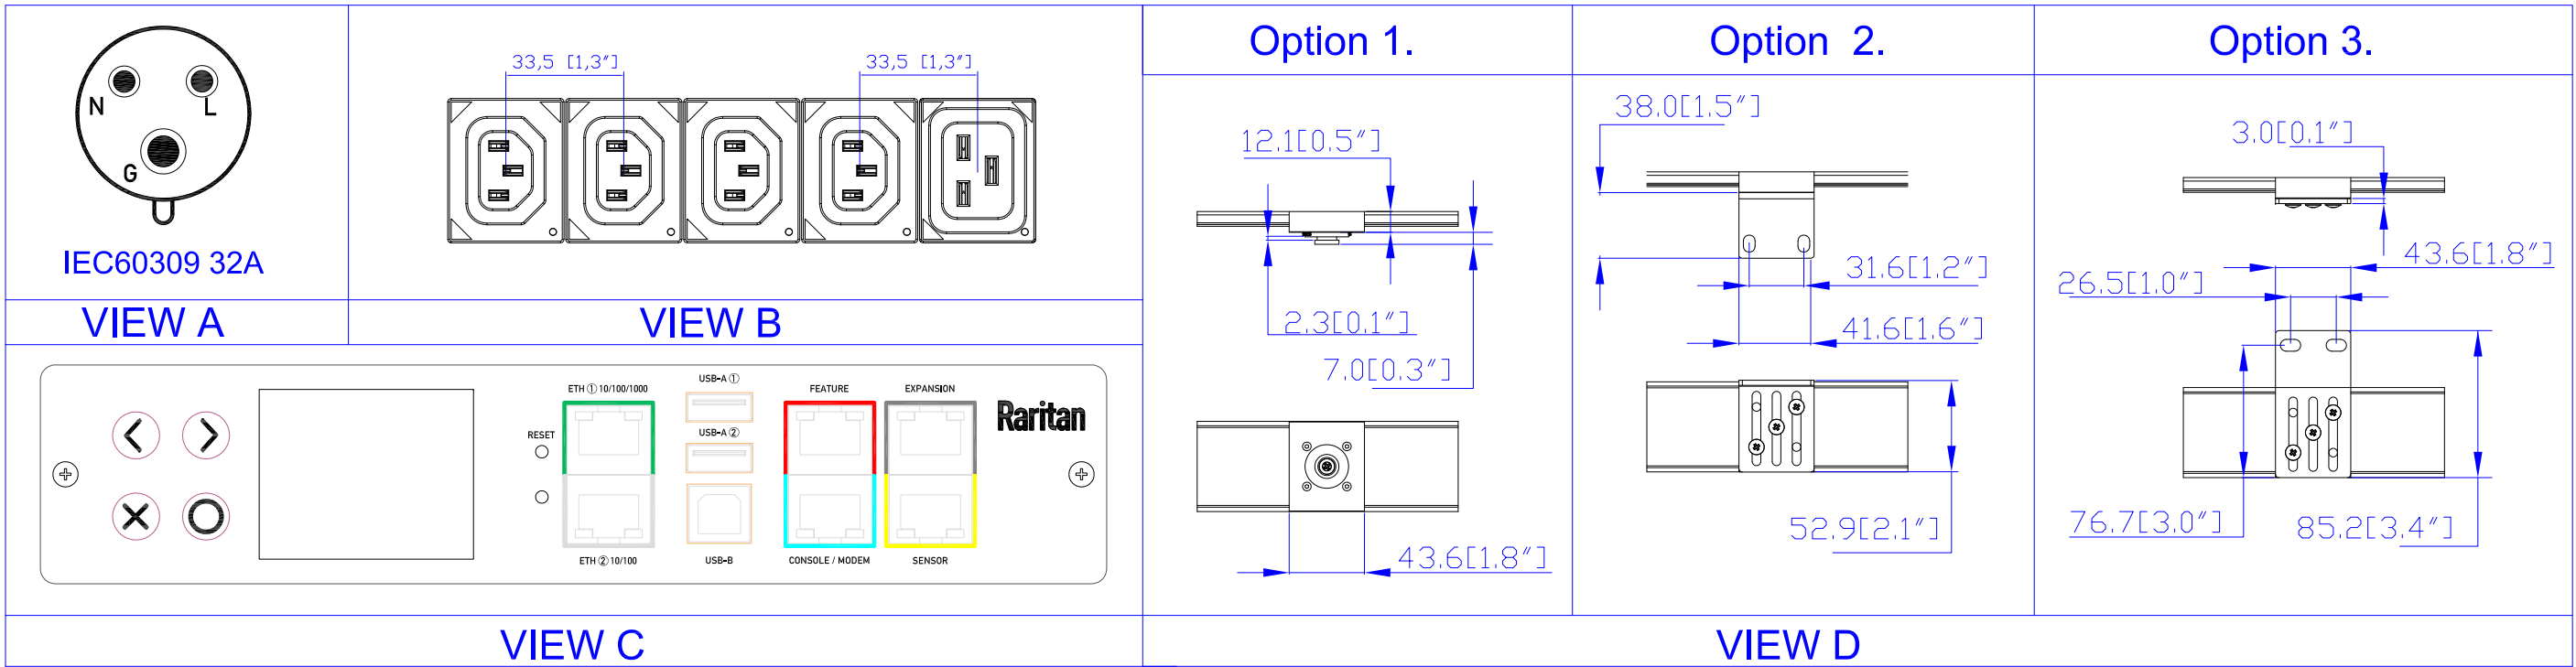 N
L
G
IEC60309 32A
VIEW A
33,5 [1,3"]
33,5 [1,3"]
VIEW B
ETH ① 10/100/1000
USB-A ①
FEATURE
EXPANSION
Raritan
RESET
USB-A ②
ETH ② 10/100
USB-B
CONSOLE / MODEM
SENSOR
VIEW C
Option 1.
12.1[0.5"]
2.3[0.1"]
7.0[0.3"]
43.6[1.8"]
Option 2.
38.0[1.5"]
31.6[1.2"]
41.6[1.6"]
52.9[2.1"]
Option 3.
3.0[0.1"]
43.6[1.8"]
26.5[1.0"]
76.7[3.0"]
85.2[3.4"]
VIEW D